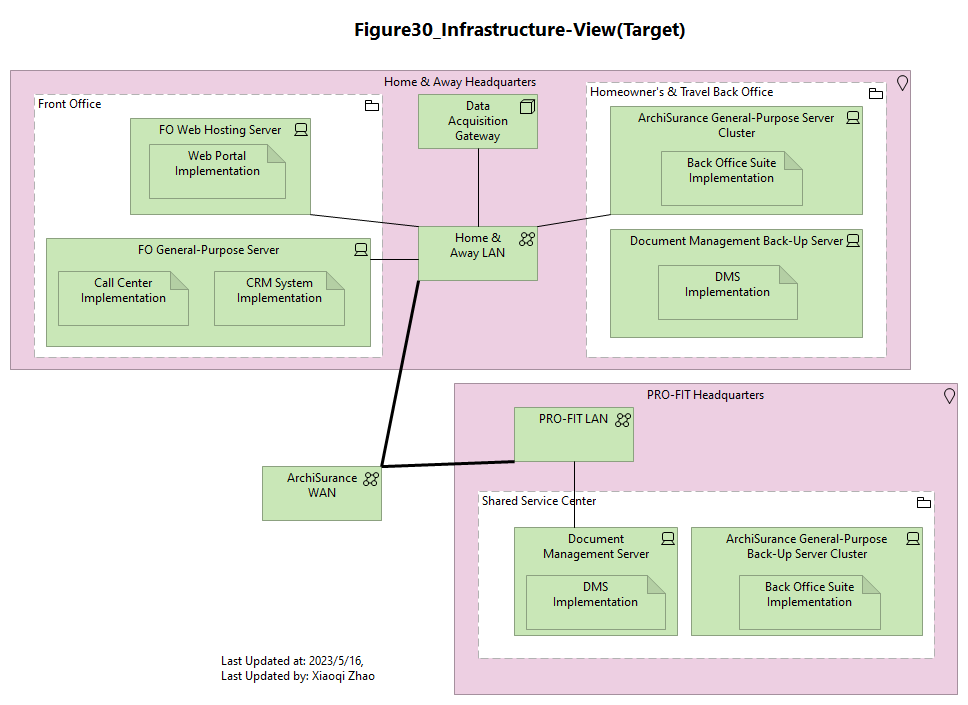 Figure30_Infrastructure-View(Target)
Home & Away Headquarters
Front Office
FO Web Hosting Server
Web Portal
Implementation
FO General-Purpose Server
Call Center
Implementation
CRM System
Implementation
Data
Acquisition
Gateway
Home &
Away LAN
Homeowner's & Travel Back Office
ArchiSurance General-Purpose Server
Cluster
Back Office Suite
Implementation
Document Management Back-Up Server
DMS
Implementation
PRO-FIT Headquarters
PRO-FIT LAN
ArchiSurance
WAN
Shared Service Center
Document
Management Server
DMS
Implementation
ArchiSurance General-Purpose
Back-Up Server Cluster
Back Office Suite
Implementation
Last Updated at: 2023/5/16,
Last Updated by: Xiaoqi Zhao